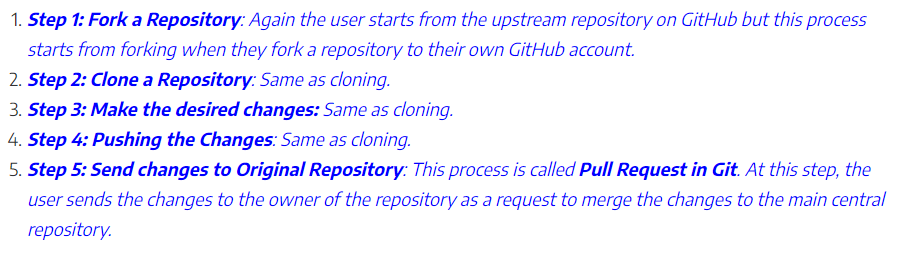 1. Step 1: Fork a Repository: Again the user starts from the upstream repository on GitHub but this process
starts from forking when they fork a repository to their own GitHub account.
2. Step 2: Clone a Repository: Same as cloning.
3. Step 3: Make the desired changes: Same as cloning.
4. Step 4: Pushing the Changes: Same as cloning.
5. Step 5: Send changes to Original Repository: This process is called Pull Request in Git. At this step, the
user sends the changes to the owner of the repository as a request to merge the changes to the main central
repository.